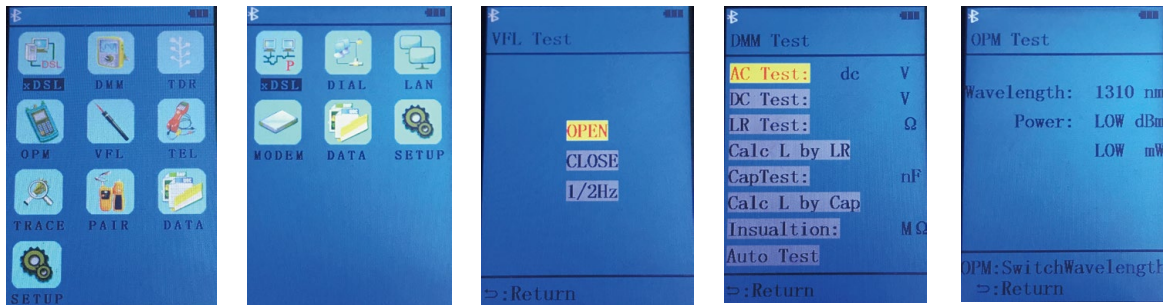 DSL
xDSL DMM TDR
OPM VFL TEL
TRACE PAIR DATA
SETUP
P
xDSL DIAL LAN
MODEM DATA SETUP
VFL Test
OPEN
CLOSE
1/2Hz
⊃:Return
DMM Test
AC Test: dc V
DC Test: V
LR Test: Ω
Calc L by LR
CapTest: nF
Calc L by Cap
Insualtion: MΩ
Auto Test
⊃:Return
OPM Test
Wavelength: 1310 nm
Power: LOW dBm
LOW mW
OPM:SwitchWavelength
⊃:Return